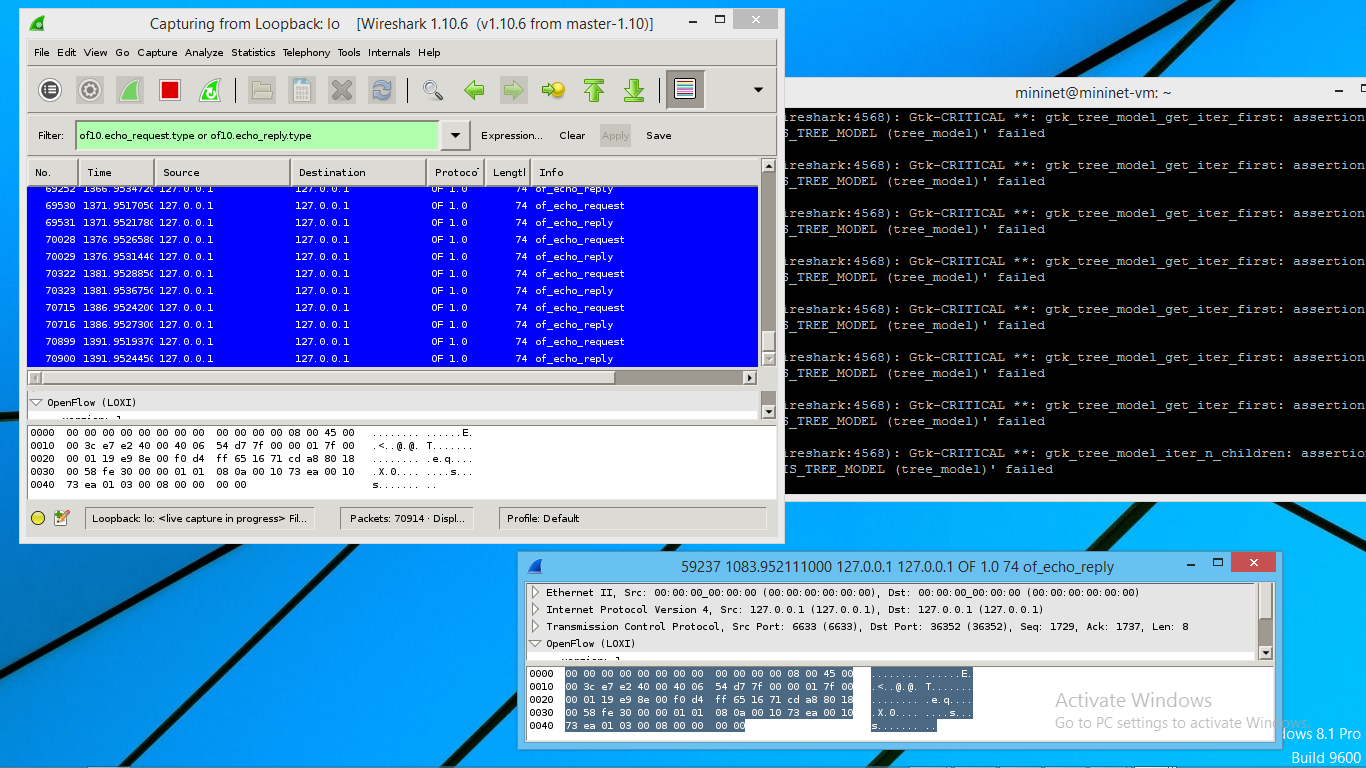 Capturing from Loopback: lo [Wireshark 1.10.6 (v1.10.6 from master-1.10)]
File Edit View Go Capture Analyze Statistics Telephony Tools Internals Help
Filter: of10.echo_request.type or of10.echo_reply.type Expression... Clear Apply Save
No. Time Source Destination Protocol Lengtl Info
69252 1366.9534720 127.0.0.1 127.0.0.1 OF 1.0 74 of_echo_reply
69530 1371.9517050 127.0.0.1 127.0.0.1 OF 1.0 74 of_echo_request
69531 1371.9521780 127.0.0.1 127.0.0.1 OF 1.0 74 of_echo_reply
70028 1376.9526580 127.0.0.1 127.0.0.1 OF 1.0 74 of_echo_request
70029 1376.9531440 127.0.0.1 127.0.0.1 OF 1.0 74 of_echo_reply
70322 1381.9528850 127.0.0.1 127.0.0.1 OF 1.0 74 of_echo_request
70323 1381.9536750 127.0.0.1 127.0.0.1 OF 1.0 74 of_echo_reply
70715 1386.9524200 127.0.0.1 127.0.0.1 OF 1.0 74 of_echo_request
70716 1386.9527300 127.0.0.1 127.0.0.1 OF 1.0 74 of_echo_reply
70899 1391.9519370 127.0.0.1 127.0.0.1 OF 1.0 74 of_echo_request
70900 1391.9524450 127.0.0.1 127.0.0.1 OF 1.0 74 of_echo_reply
OpenFlow (LOXI)
0000 00 00 00 00 00 00 00 00 00 00 00 00 08 00 45 00 ........ ......E.
0010 00 3c e7 e2 40 00 40 06 54 d7 7f 00 00 01 7f 00 .<..@.@. T.......
0020 00 01 19 e9 8e 00 f0 d4 ff 65 16 71 cd a8 80 18 ........ .e.q....
0030 00 58 fe 30 00 00 01 01 08 0a 00 10 73 ea 00 10 .X.0.... ....s...
0040 73 ea 01 03 00 08 00 00 00 00 s....... ..
Loopback: lo: <live capture in progress> Fil... Packets: 70914 · Displ... Profile: Default
mininet@mininet-vm: ~
ireshark:4568): Gtk-CRITICAL **: gtk_tree_model_get_iter_first: assertion
S_TREE_MODEL (tree_model)' failed
ireshark:4568): Gtk-CRITICAL **: gtk_tree_model_get_iter_first: assertion
S_TREE_MODEL (tree_model)' failed
ireshark:4568): Gtk-CRITICAL **: gtk_tree_model_get_iter_first: assertion
S_TREE_MODEL (tree_model)' failed
ireshark:4568): Gtk-CRITICAL **: gtk_tree_model_get_iter_first: assertion
S_TREE_MODEL (tree_model)' failed
ireshark:4568): Gtk-CRITICAL **: gtk_tree_model_get_iter_first: assertion
S_TREE_MODEL (tree_model)' failed
ireshark:4568): Gtk-CRITICAL **: gtk_tree_model_get_iter_first: assertion
S_TREE_MODEL (tree_model)' failed
ireshark:4568): Gtk-CRITICAL **: gtk_tree_model_get_iter_first: assertion
S_TREE_MODEL (tree_model)' failed
ireshark:4568): Gtk-CRITICAL **: gtk_tree_model_iter_n_children: assertio
IS_TREE_MODEL (tree_model)' failed
59237 1083.952111000 127.0.0.1 127.0.0.1 OF 1.0 74 of_echo_reply
Ethernet II, Src: 00:00:00_00:00:00 (00:00:00:00:00:00), Dst: 00:00:00_00:00:00 (00:00:00:00:00:00)
Internet Protocol Version 4, Src: 127.0.0.1 (127.0.0.1), Dst: 127.0.0.1 (127.0.0.1)
Transmission Control Protocol, Src Port: 6633 (6633), Dst Port: 36352 (36352), Seq: 1729, Ack: 1737, Len: 8
OpenFlow (LOXI)
0000 00 00 00 00 00 00 00 00 00 00 00 00 08 00 45 00 ........ ......E.
0010 00 3c e7 e2 40 00 40 06 54 d7 7f 00 00 01 7f 00 .<..@.@. T.......
0020 00 01 19 e9 8e 00 f0 d4 ff 65 16 71 cd a8 80 18 ........ .e.q....
0030 00 58 fe 30 00 00 01 01 08 0a 00 10 73 ea 00 10 .X.0.... ....s...
0040 73 ea 01 03 00 08 00 00 00 00 s....... ..
Activate Windows
Go to PC settings to activate Windows.
dows 8.1 Pro
Build 9600